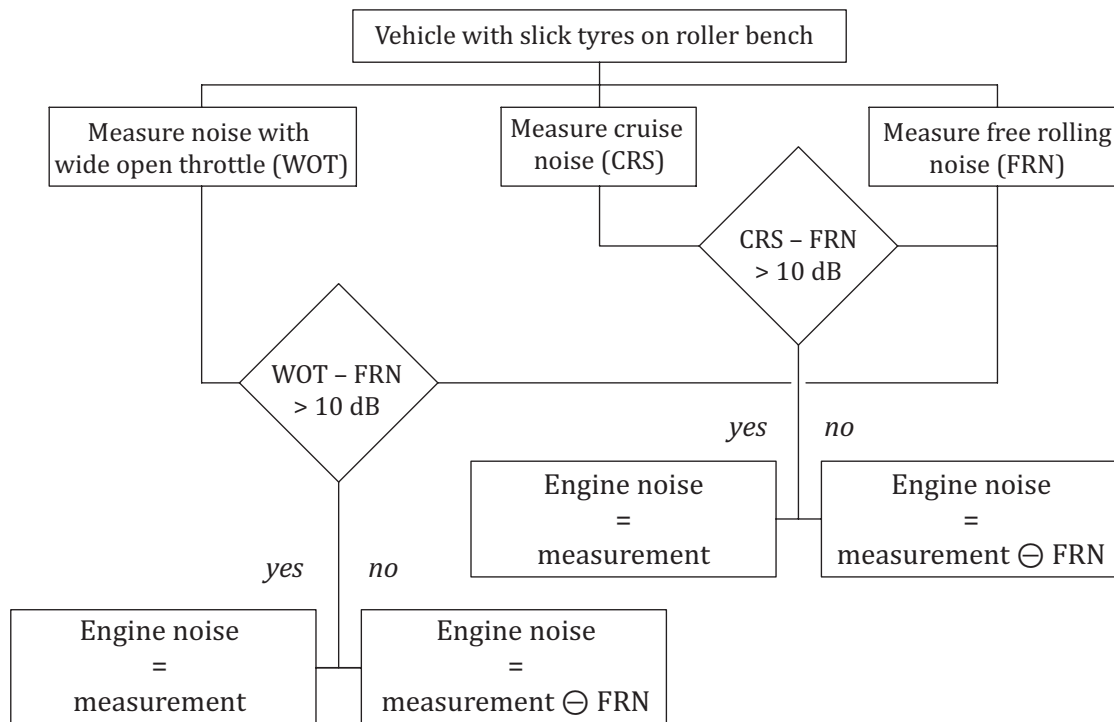 Vehicle with slick tyres on roller bench
Measure noise with
wide open throttle (WOT)
Measure cruise
noise (CRS)
Measure free rolling
noise (FRN)
CRS – FRN
> 10 dB
WOT – FRN
> 10 dB
yes
no
Engine noise
=
measurement
Engine noise
=
measurement ⊖ FRN
yes
no
Engine noise
=
measurement
Engine noise
=
measurement ⊖ FRN